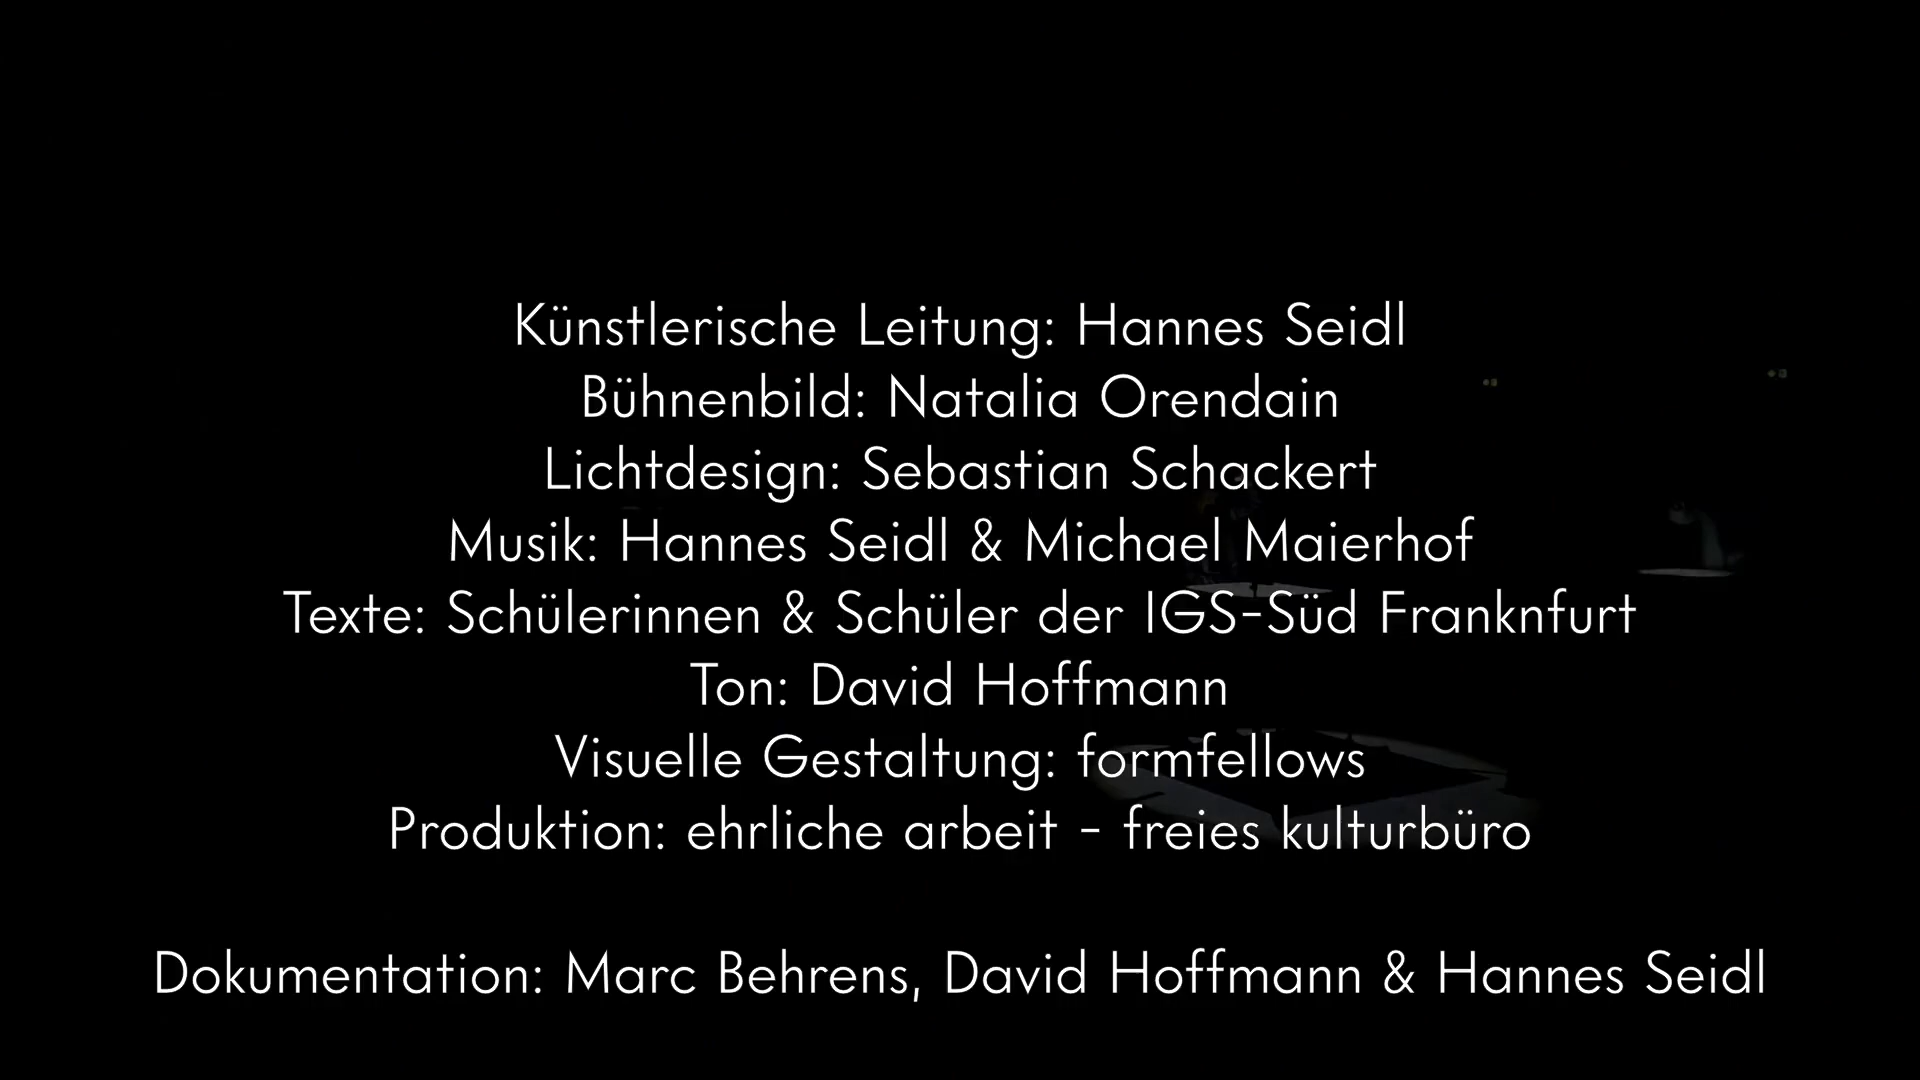 Künstlerische Leitung: Hannes Seidl
Bühnenbild: Natalia Orendain
Lichtdesign: Sebastian Schackert
Musik: Hannes Seidl & Michael Maierhof
Texte: Schülerinnen & Schüler der IGS-Süd Franknfurt
Ton: David Hoffmann
Visuelle Gestaltung: formfellows
Produktion: ehrliche arbeit - freies kulturbüro
Dokumentation: Marc Behrens, David Hoffmann & Hannes Seidl